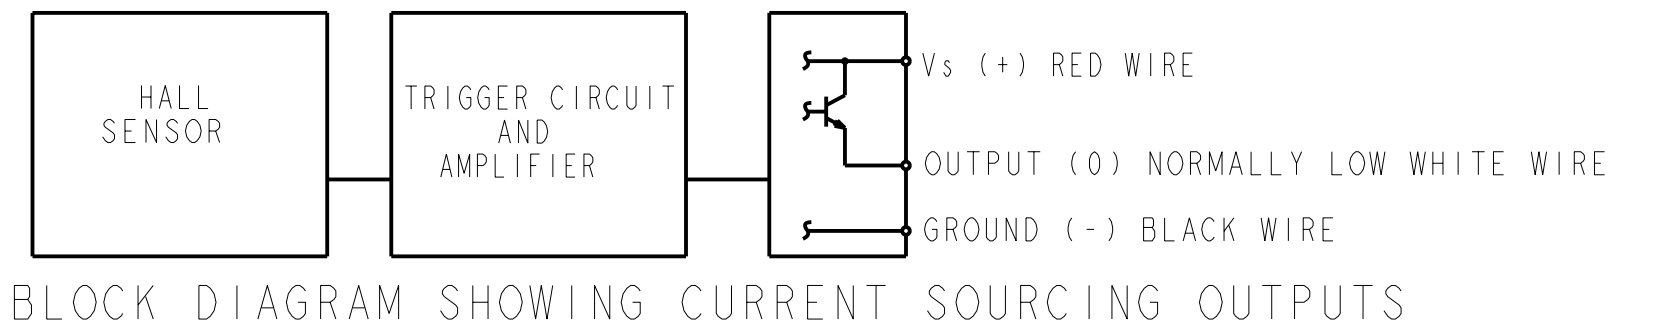 HALL
SENSOR
TRIGGER CIRCUIT
AND
AMPLIFIER
Vs (+) RED WIRE
OUTPUT (0) NORMALLY LOW WHITE WIRE
GROUND (-) BLACK WIRE
BLOCK DIAGRAM SHOWING CURRENT SOURCING OUTPUTS